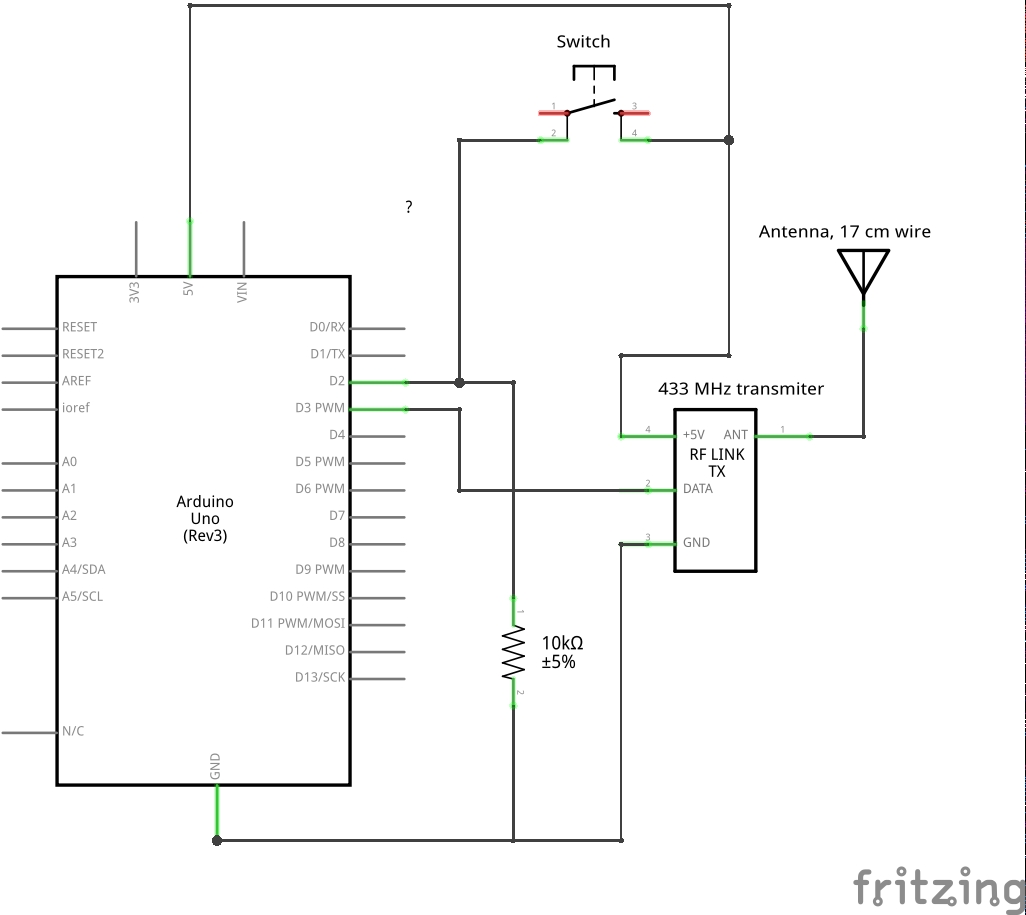 Switch
1
3
2
4
?
Antenna, 17 cm wire
3V3
5V
VIN
RESET
RESET2
AREF
ioref
A0
A1
A2
A3
A4/SDA
A5/SCL
N/C
Arduino
Uno
(Rev3)
D0/RX
D1/TX
D2
D3 PWM
D4
D5 PWM
D6 PWM
D7
D8
D9 PWM
D10 PWM/SS
D11 PWM/MOSI
D12/MISO
D13/SCK
GND
433 MHz transmiter
4
+5V
ANT
1
RF LINK
TX
2
DATA
3
GND
1
10kΩ
±5%
2
fritzing